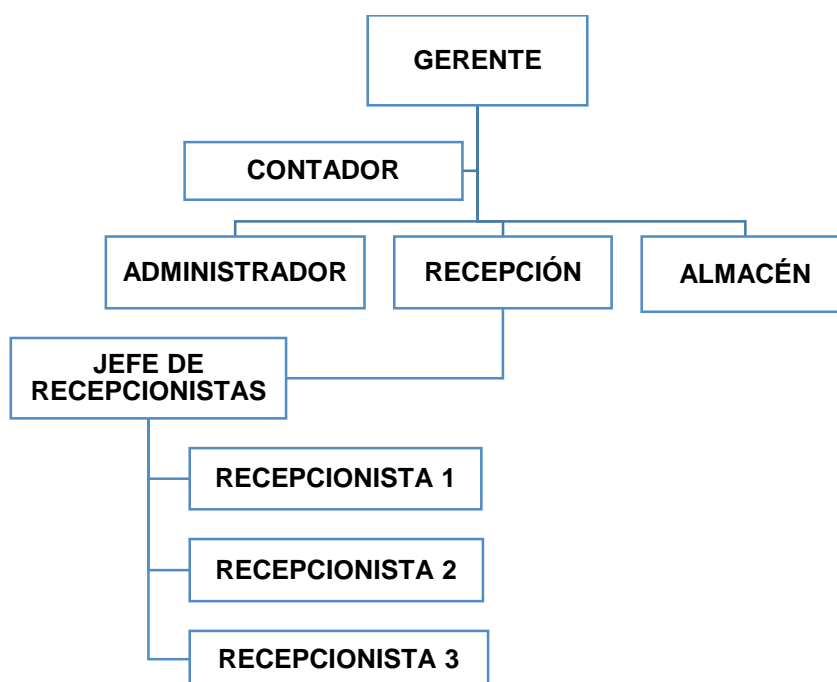 GERENTE
CONTADOR
ADMINISTRADOR
RECEPCIÓN
ALMACÉN
JEFE DE
RECEPCIONISTAS
RECEPCIONISTA 1
RECEPCIONISTA 2
RECEPCIONISTA 3